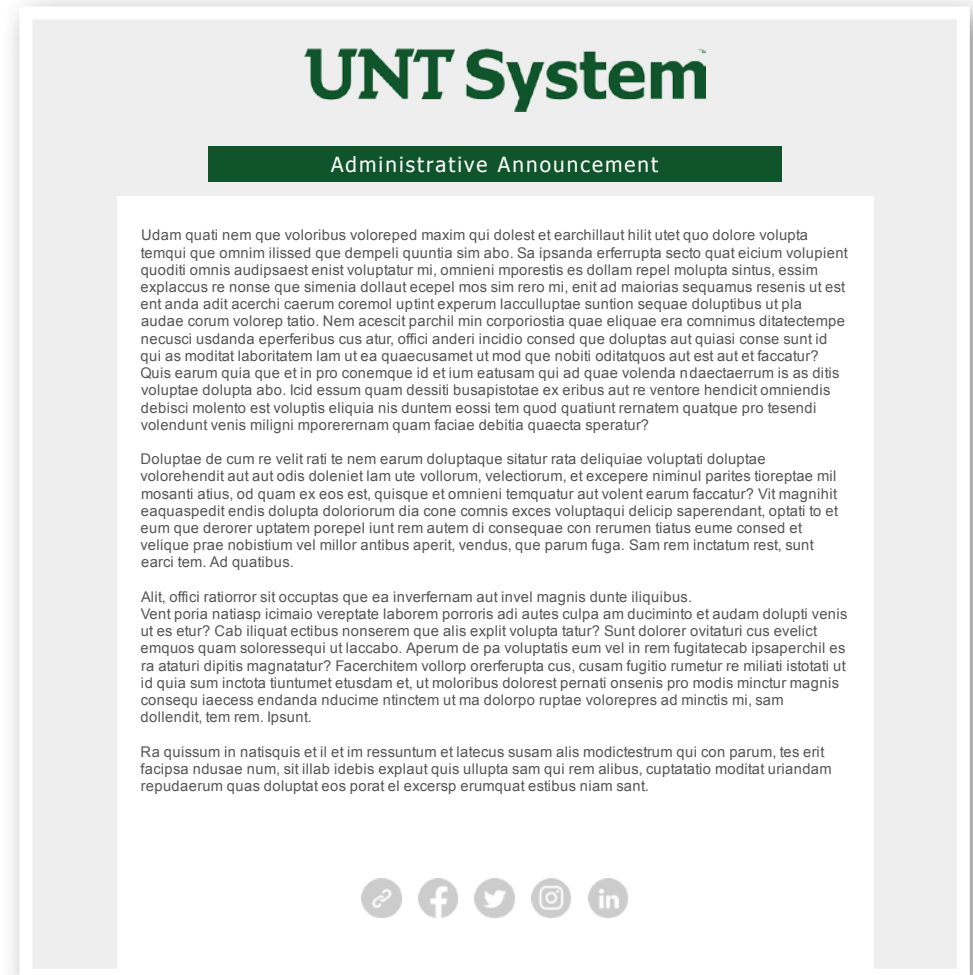 UNT System™
Administrative Announcement
Udam quati nem que voloribus voloreped maxim qui dolest et earchillaut hilit utet quo dolore volupta
temqui que omnim ilissed que dempeli quuntia sim abo. Sa ipsanda erferrupta secto quat eicium volupient
quoditi omnis audipsaest enist voluptatur mi, omnieni mporestis es dollam repel molupta sintus, essim
explaccus re nonse que simenia dollaut ecepel mos sim rero mi, enit ad maiorias sequamus resenis ut est
ent anda adit acerchi caerum coremol uptint experum lacculluptae suntion sequae doluptibus ut pla
audae corum volorep tatio. Nem acescit parchil min corporiostia quae eliquae era comnimus ditatectempe
necusci usdanda eperferibus cus atur, offici anderi incidio consed que doluptas aut quiasi conse sunt id
qui as moditat laboritatem lam ut ea quaecusamet ut mod que nobiti oditatquos aut est aut et faccatur?
Quis earum quia que et in pro conemque id et ium eatusam qui ad quae volenda ndaectaerrum is as ditis
voluptae dolupta abo. Icid essum quam dessiti busapistotae ex eribus aut re ventore hendicit omniendis
debisci molento est voluptis eliquia nis duntem eossi tem quod quatiunt rernatem quatque pro tesendi
volendunt venis miligni mporerernam quam faciae debitia quaecta speratur?
Doluptae de cum re velit rati te nem earum doluptaque sitatur rata deliquiae voluptati doluptae
volorehendit aut aut odis doleniet lam ute vollorum, velectiorum, et excepere niminul parites tioreptae mil
mosanti atius, od quam ex eos est, quisque et omnieni temquatur aut volent earum faccatur? Vit magnihit
eaquaspedit endis dolupta doloriorum dia cone comnis exces voluptaqui delicip saperendant, optati to et
eum que derorer uptatem porepel iunt rem autem di consequae con rerumen tiatus eume consed et
velique prae nobistium vel millor antibus aperit, vendus, que parum fuga. Sam rem inctatum rest, sunt
earci tem. Ad quatibus.
Alit, offici ratiorror sit occuptas que ea inverfernam aut invel magnis dunte iliquibus.
Vent poria natiasp icimaio vereptate laborem porroris adi autes culpa am duciminto et audam dolupti venis
ut es etur? Cab iliquat ectibus nonserem que alis explit volupta tatur? Sunt dolorer ovitaturi cus evelict
emquos quam soloressequi ut laccabo. Aperum de pa voluptatis eum vel in rem fugitatecab ipsaperchil es
ra ataturi dipitis magnatatur? Facerchitem vollorp orerferupta cus, cusam fugitio rumetur re miliati istotati ut
id quia sum inctota tiuntumet etusdam et, ut moloribus dolorest pernati onsenis pro modis minctur magnis
consequ iaecess endanda nducime ntinctem ut ma dolorpo ruptae volorepres ad minctis mi, sam
dollendit, tem rem. Ipsunt.
Ra quissum in natisquis et il et im ressuntum et latecus susam alis modictestrum qui con parum, tes erit
facipsa ndusae num, sit illab idebis explaut quis ullupta sam qui rem alibus, cuptatatio moditat uriandam
repudaerum quas doluptat eos porat el excersp erumquat estibus niam sant.